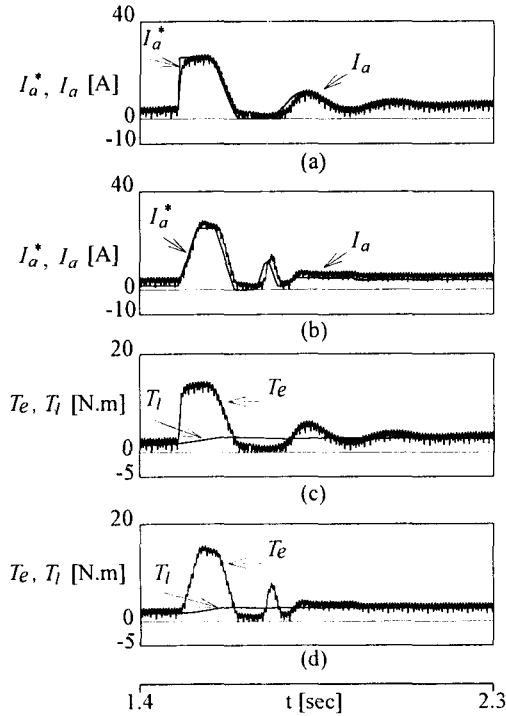 40
I_a^*
I_a
I_a^*, I_a [A]
0
-10
(a)
40
I_a^*
I_a
I_a^*, I_a [A]
0
-10
(b)
20
T_l
T_e
T_e, T_l [N.m]
0
-5
(c)
20
T_e
T_l
T_e, T_l [N.m]
0
-5
(d)
1.4 t [sec] 2.3